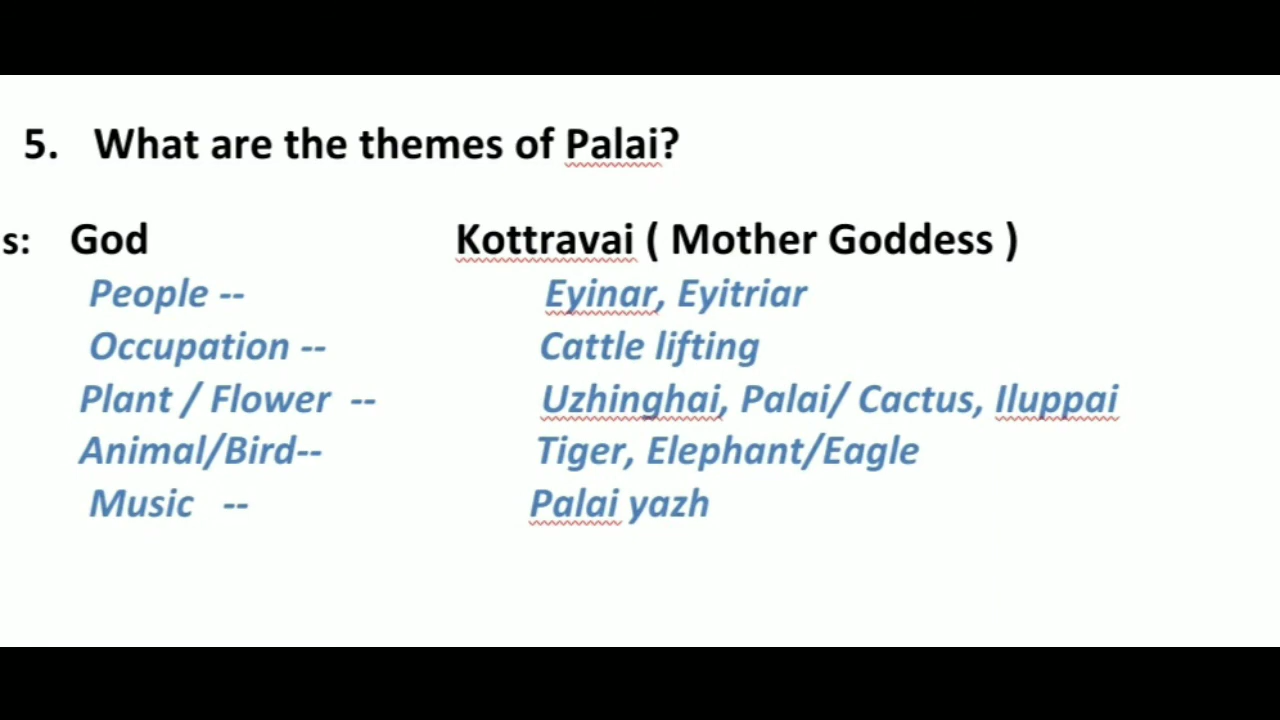 5. What are the themes of Palai?
s: God Kottravai ( Mother Goddess )
People -- Eyinar, Eyitriar
Occupation -- Cattle lifting
Plant / Flower -- Uzhinghai, Palai/ Cactus, Iluppai
Animal/Bird-- Tiger, Elephant/Eagle
Music -- Palai yazh